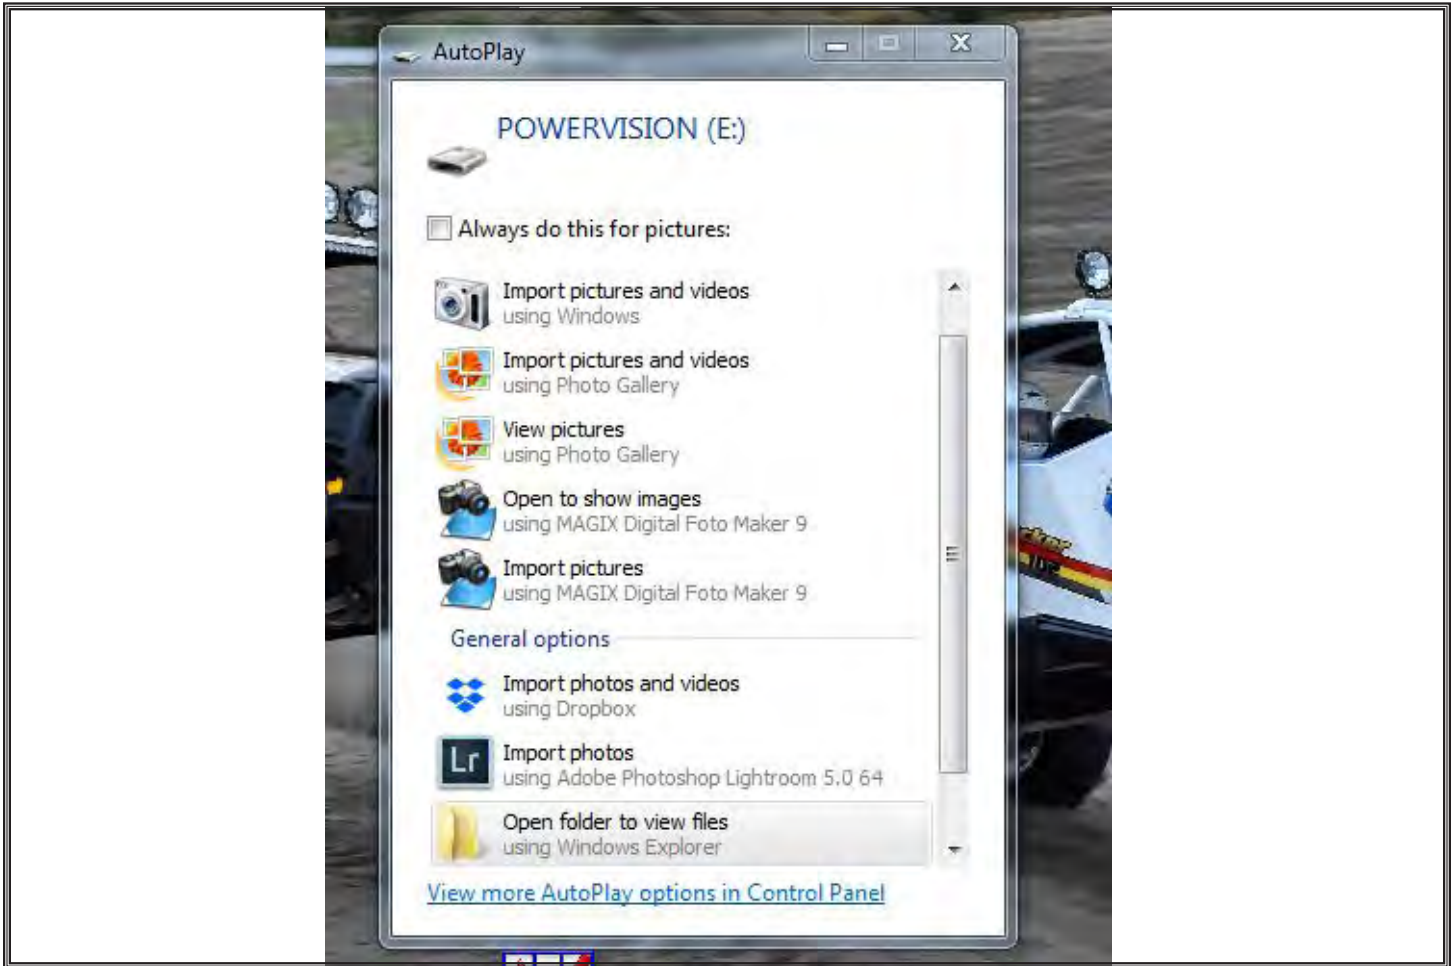 AutoPlay
POWERVISION (E:)
Always do this for pictures:
Import pictures and videos
using Windows
Import pictures and videos
using Photo Gallery
View pictures
using Photo Gallery
Open to show images
using MAGIX Digital Foto Maker 9
Import pictures
using MAGIX Digital Foto Maker 9
General options
Import photos and videos
using Dropbox
Lr
Import photos
using Adobe Photoshop Lightroom 5.0 64
Open folder to view files
using Windows Explorer
View more AutoPlay options in Control Panel